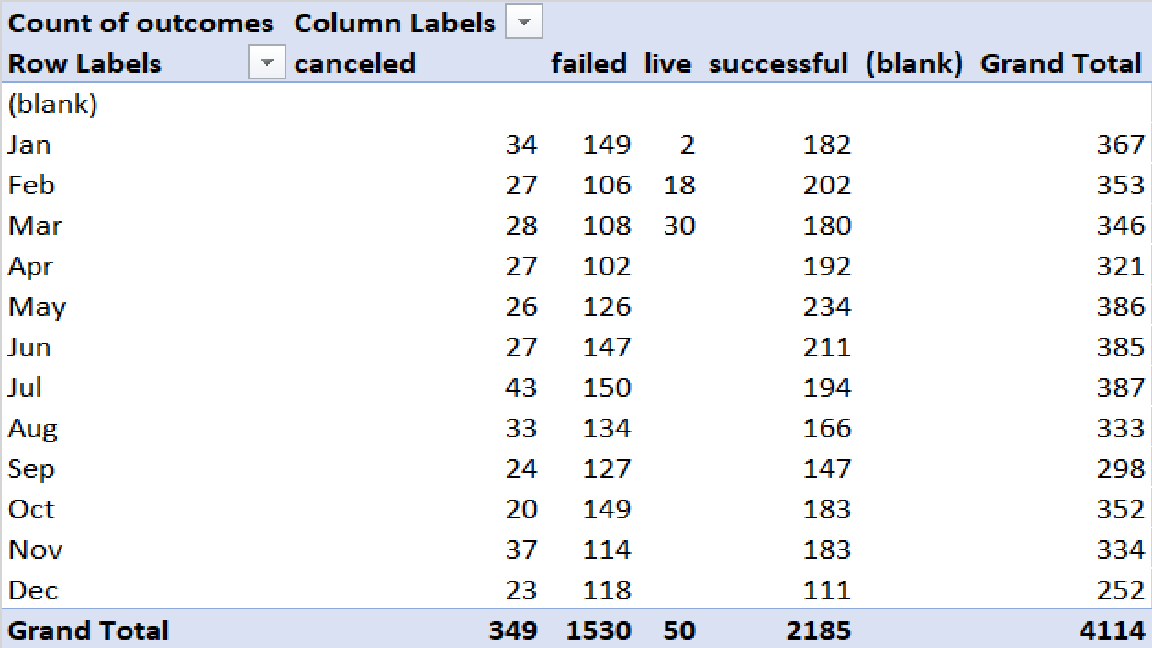 Count of outcomes Column Labels
Row Labels canceled failed live successful (blank) Grand Total
(blank)
Jan 34 149 2 182 367
Feb 27 106 18 202 353
Mar 28 108 30 180 346
Apr 27 102 192 321
May 26 126 234 386
Jun 27 147 211 385
Jul 43 150 194 387
Aug 33 134 166 333
Sep 24 127 147 298
Oct 20 149 183 352
Nov 37 114 183 334
Dec 23 118 111 252
Grand Total 349 1530 50 2185 4114